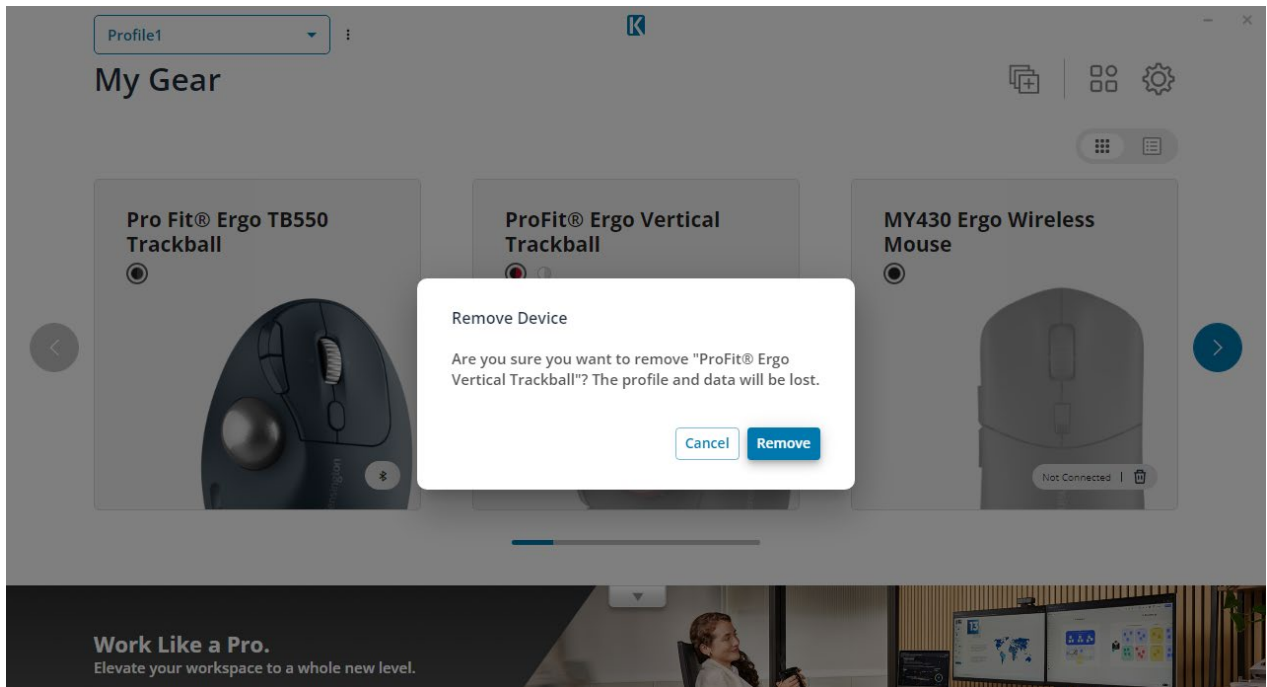 Profile1
My Gear
Pro Fit® Ergo TB550
Trackball
ProFit® Ergo Vertical
Trackball
MY430 Ergo Wireless
Mouse
Remove Device
Are you sure you want to remove "ProFit® Ergo
Vertical Trackball"? The profile and data will be lost.
Cancel
Remove
Not Connected
Work Like a Pro.
Elevate your workspace to a whole new level.